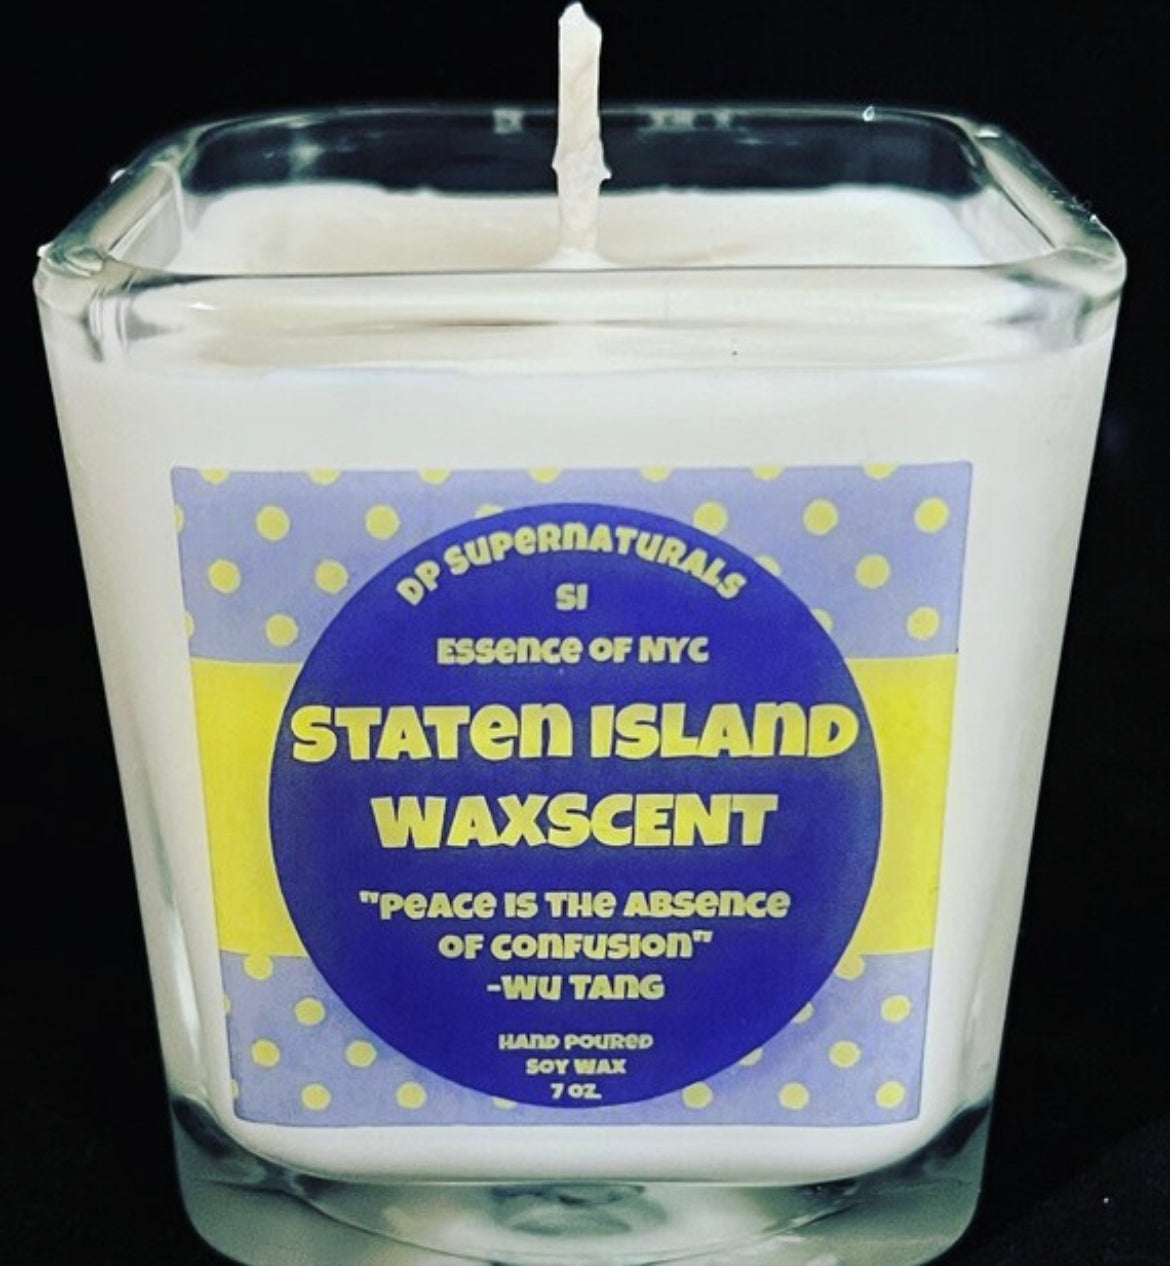 DP SUPERNATURALS
SI
ESSENCE OF NYC
STATEN ISLAND
WAXSCENT
"PEACE IS THE ABSENCE
OF CONFUSION"
-WU TANG
HAND POURED
SOY WAX
7 OZ.